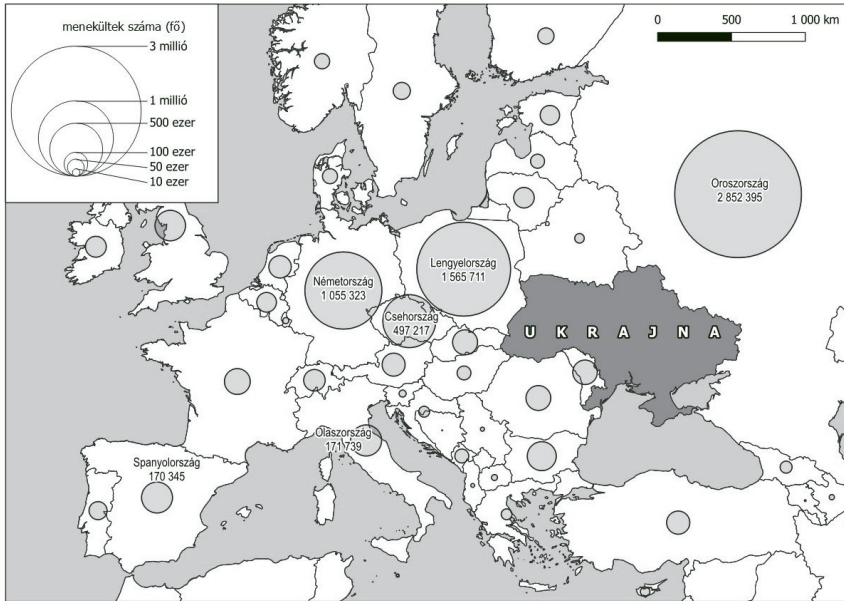 menekültek száma (fő)
3 millió
1 millió
500 ezer
100 ezer
50 ezer
10 ezer
0 500 1 000 km
Oroszország
2 852 395
Lengyelország
1 565 711
Németország
1 055 323
Csehország
497 217
U K R A J N A
Olaszország
171 739
Spanyolország
170 345